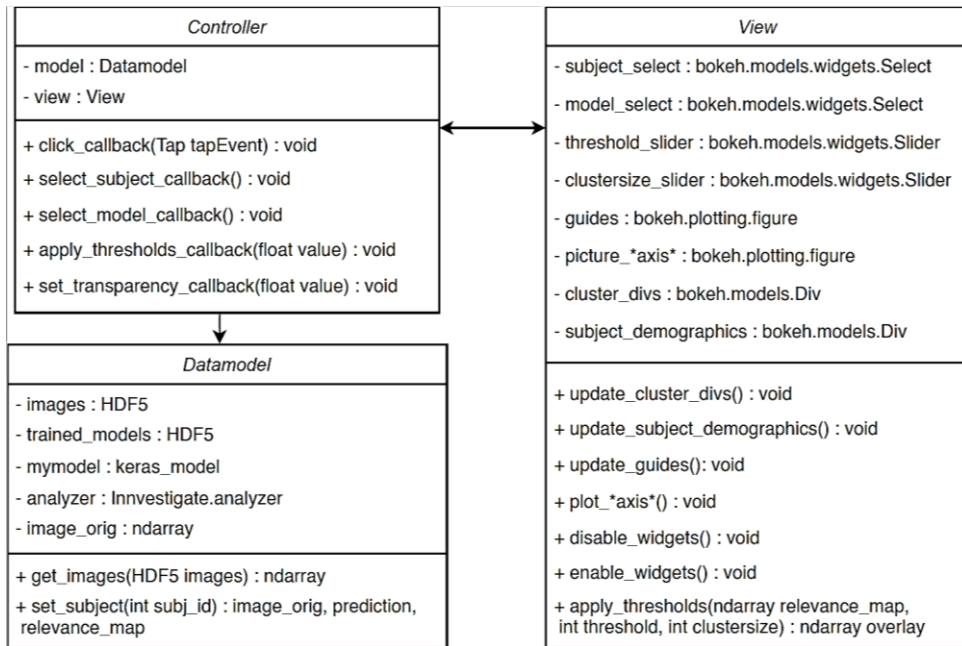 Controller
- model : Datamodel
- view : View
+ click_callback(Tap tapEvent) : void
+ select_subject_callback() : void
+ select_model_callback() : void
+ apply_thresholds_callback(float value) : void
+ set_transparency_callback(float value) : void
Datamodel
- images : HDF5
- trained_models : HDF5
- mymodel : keras_model
- analyzer : Innvestigate.analyzer
- image_orig : ndarray
+ get_images(HDF5 images) : ndarray
+ set_subject(int subj_id) : image_orig, prediction,
relevance_map
View
- subject_select : bokeh.models.widgets.Select
- model_select : bokeh.models.widgets.Select
- threshold_slider : bokeh.models.widgets.Slider
- clustersize_slider : bokeh.models.widgets.Slider
- guides : bokeh.plotting.figure
- picture_*axis* : bokeh.plotting.figure
- cluster_divs : bokeh.models.Div
- subject_demographics : bokeh.models.Div
+ update_cluster_divs() : void
+ update_subject_demographics() : void
+ update_guides(): void
+ plot_*axis*() : void
+ disable_widgets() : void
+ enable_widgets() : void
+ apply_thresholds(ndarray relevance_map,
int threshold, int clustersize) : ndarray overlay